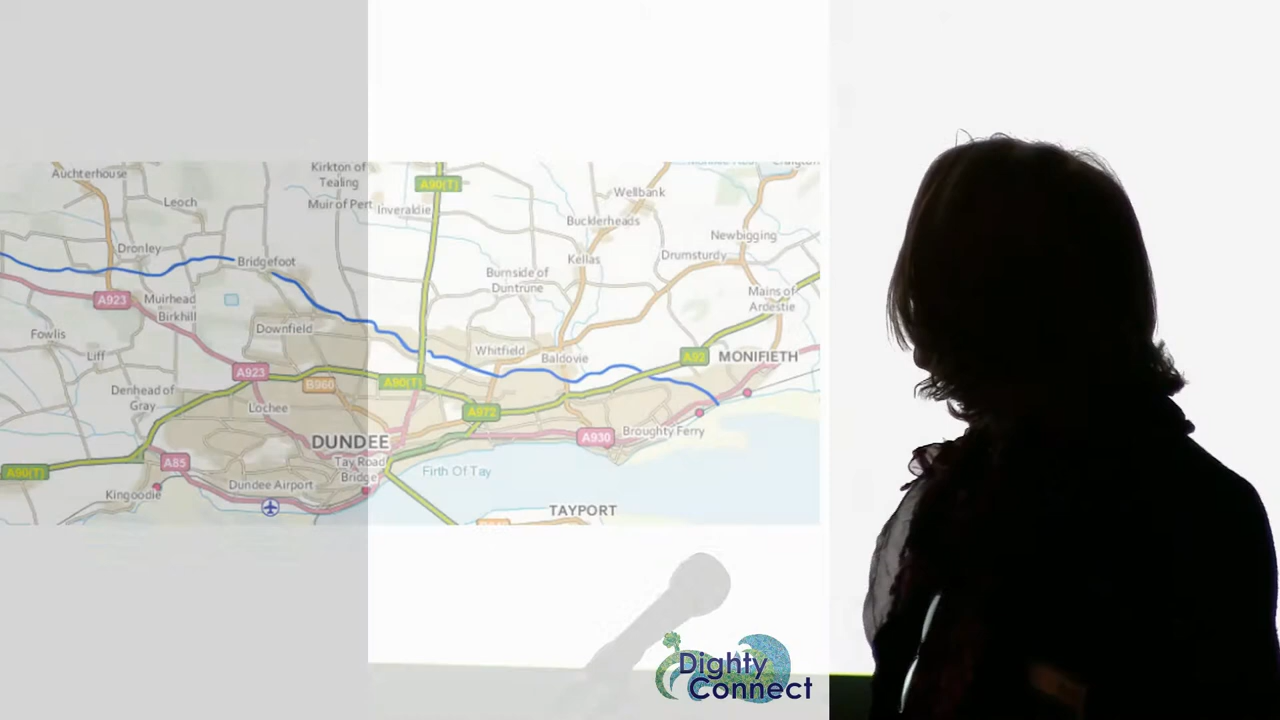 Auchterhouse
Kirkton of
Tealing
Muir of Pert
Inveraldie
A90(T)
Wellbank
Leoch
Bucklerheads
Newbigging
Dronley
Bridgefoot
Kellas
Drumsturdy
Burnside of
Duntrune
Mains of
Ardestie
A923
Muirhead
Birkhill
Downfield
Fowlis
Liff
Whitfield
Baldovie
A92
MONIFIETH
A923
B960
A90(T)
Denhead of
Gray
Lochee
A972
DUNDEE
A930
Broughty Ferry
A90(T)
A85
Tay Road
Bridge
Firth Of Tay
Kingoodie
Dundee Airport
TAYPORT
Dighty
Connect